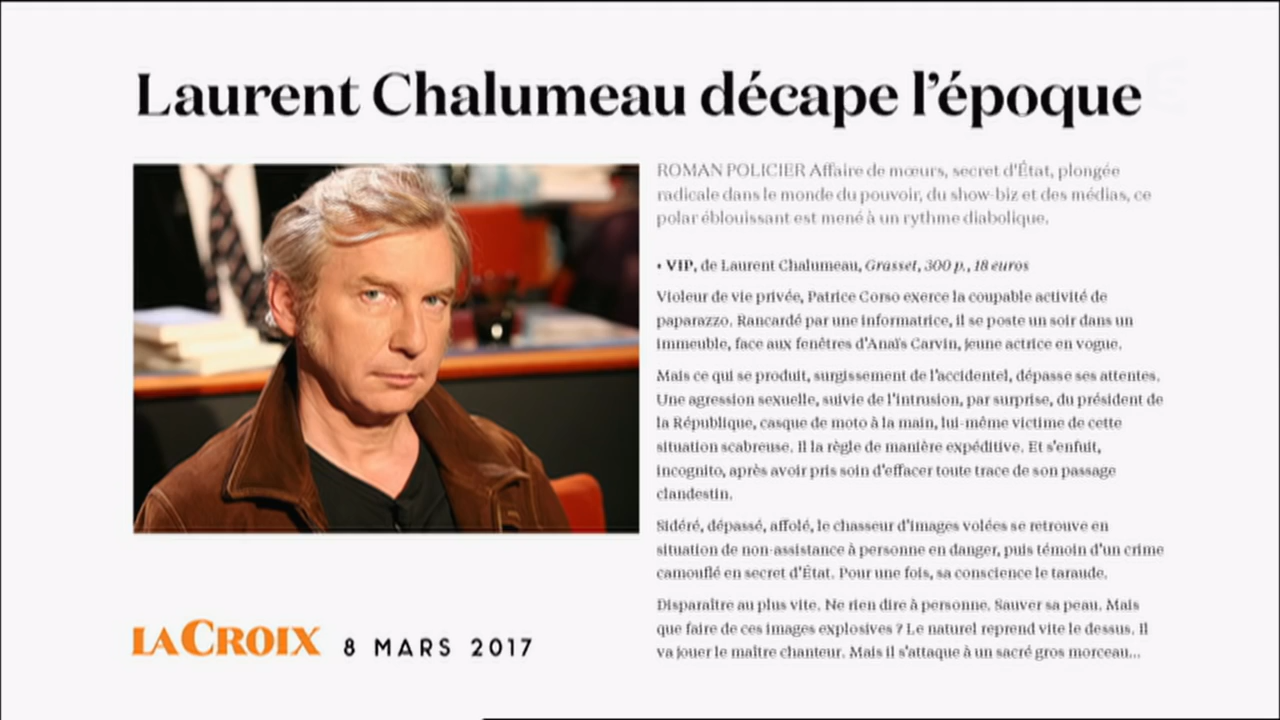 Laurent Chalumeau décape l'époque
ROMAN POLICIER Affaire de mœurs, secret d'État, plongée
radicale dans le monde du pouvoir, du show-biz et des médias, ce
polar éblouissant est mené à un rythme diabolique.
• VIP, de Laurent Chalumeau, Grasset, 300 p., 18 euros
Violeur de vie privée, Patrice Corso exerce la coupable activité de
paparazzo. Rancardé par une informatrice, il se poste un soir dans un
immeuble, face aux fenêtres d'Anaïs Carvin, jeune actrice en vogue.
Mais ce qui se produit, surgissement de l'accidentel, dépasse ses attentes.
Une agression sexuelle, suivie de l'intrusion, par surprise, du président de
la République, casque de moto à la main, lui-même victime de cette
situation scabreuse. Il la règle de manière expéditive. Et s'enfuit,
incognito, après avoir pris soin d'effacer toute trace de son passage
clandestin.
Sidéré, dépassé, affolé, le chasseur d'images volées se retrouve en
situation de non-assistance à personne en danger, puis témoin d'un crime
camouflé en secret d'État. Pour une fois, sa conscience le taraude.
Disparaître au plus vite. Ne rien dire à personne. Sauver sa peau. Mais
que faire de ces images explosives ? Le naturel reprend vite le dessus. Il
va jouer le maître chanteur. Mais il s'attaque à un sacré gros morceau...
LA CROIX 8 MARS 2017